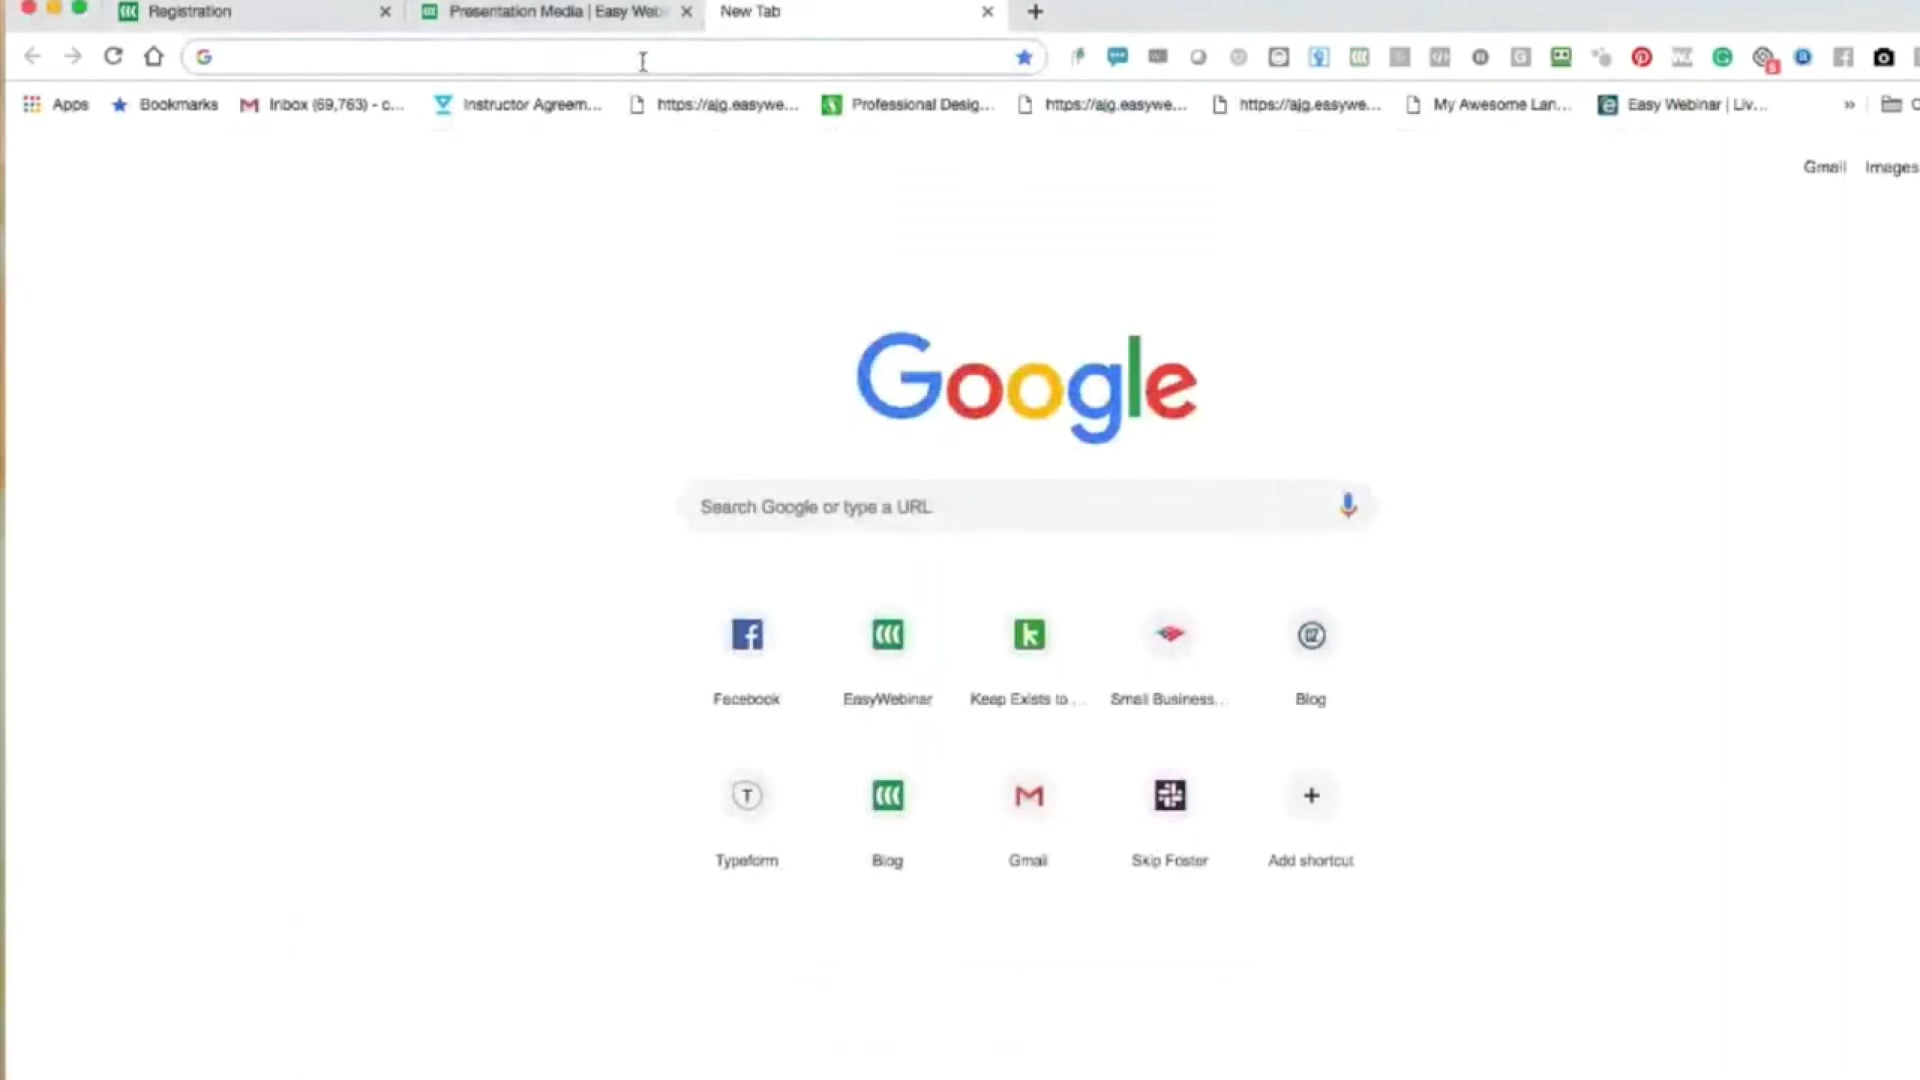 Registration
Presentation Media | Easy Web
New Tab
Apps
Bookmarks
Inbox (69,763) - c...
Instructor Agreem...
https://ajg.easywe...
Professional Desig...
https://ajg.easywe...
https://ajg.easywe...
My Awesome Lan...
Easy Webinar | Liv...
»
Gmail
Images
Google
Search Google or type a URL
Facebook
EasyWebinar
Keep Exists to ...
Small Business...
Blog
Typeform
Blog
Gmail
Skip Foster
Add shortcut